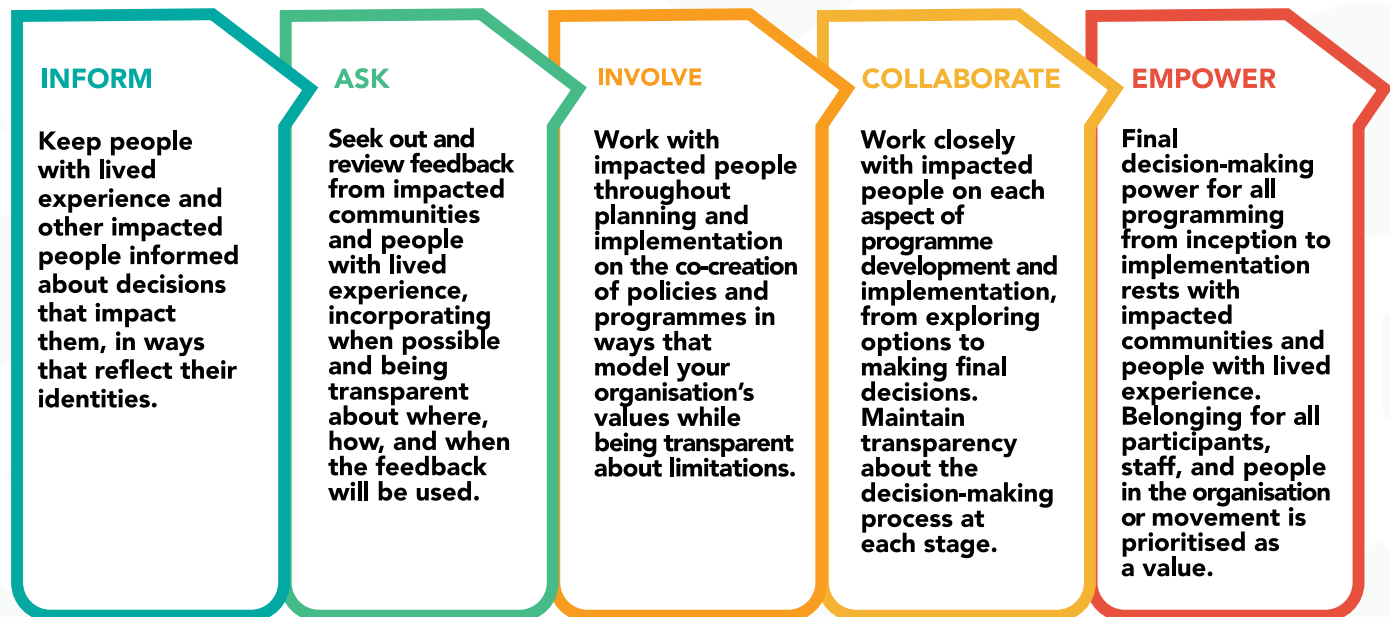 INFORM
Keep people
with lived
experience and
other impacted
people informed
about decisions
that impact
them, in ways
that reflect their
identities.
ASK
Seek out and
review feedback
from impacted
communities
and people
with lived
experience,
incorporating
when possible
and being
transparent
about where,
how, and when
the feedback
will be used.
INVOLVE
Work with
impacted people
throughout
planning and
implementation
on the co-creation
of policies and
programmes in
ways that
model your
organisation's
values while
being transparent
about limitations.
COLLABORATE
Work closely
with impacted
people on each
aspect of
programme
development and
implementation,
from exploring
options to
making final
decisions.
Maintain
transparency
about the
decision-making
process at
each stage.
EMPOWER
Final
decision-making
power for all
programming
from inception to
implementation
rests with
impacted
communities and
people with lived
experience.
Belonging for all
participants,
staff, and people
in the organisation
or movement is
prioritised as
a value.